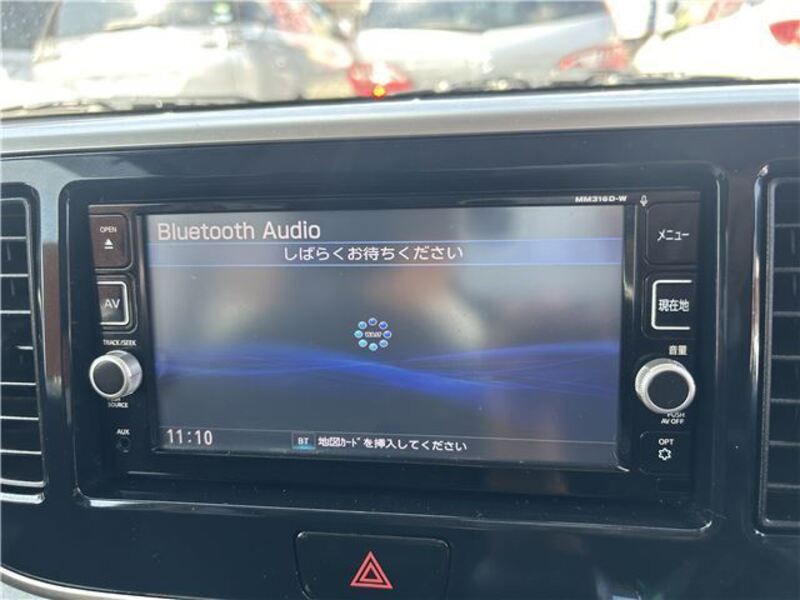 MM316D-W
OPEN
Bluetooth Audio
メニュー
しばらくお待ちください
AV
現在地
TRACK/SEEK
音量
SOURCE
PUSH
AV OFF
AUX
11:10
BT 地図ｶｰﾄﾞを挿入してください
OPT